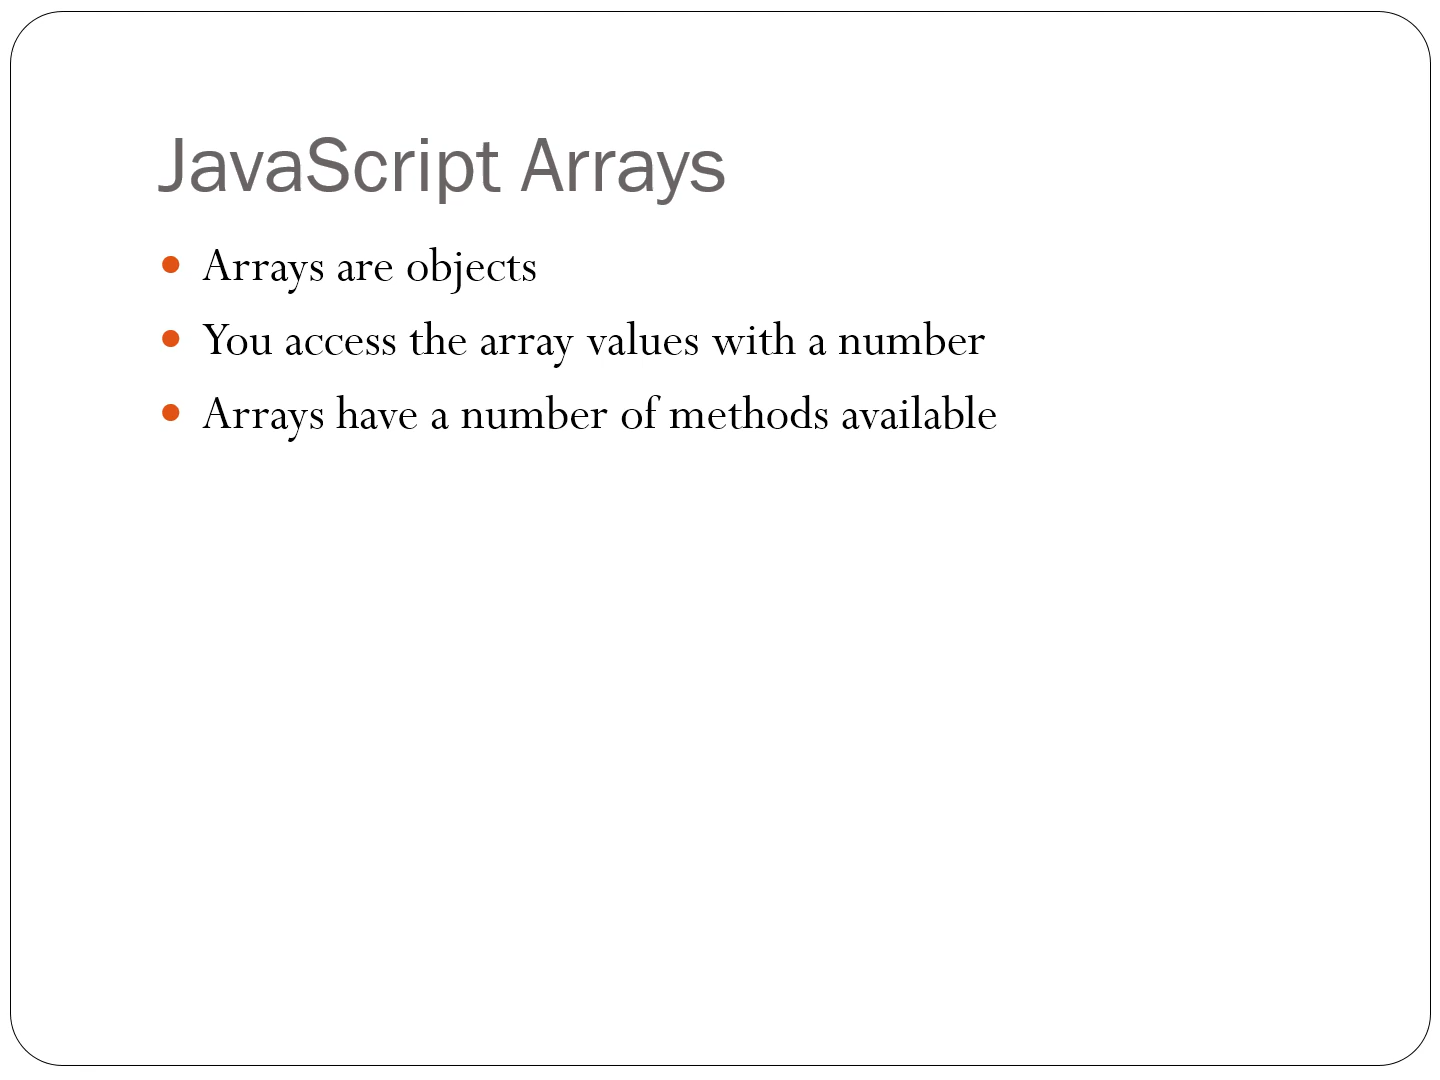 JavaScript Arrays
Arrays are objects
You access the array values with a number
Arrays have a number of methods available